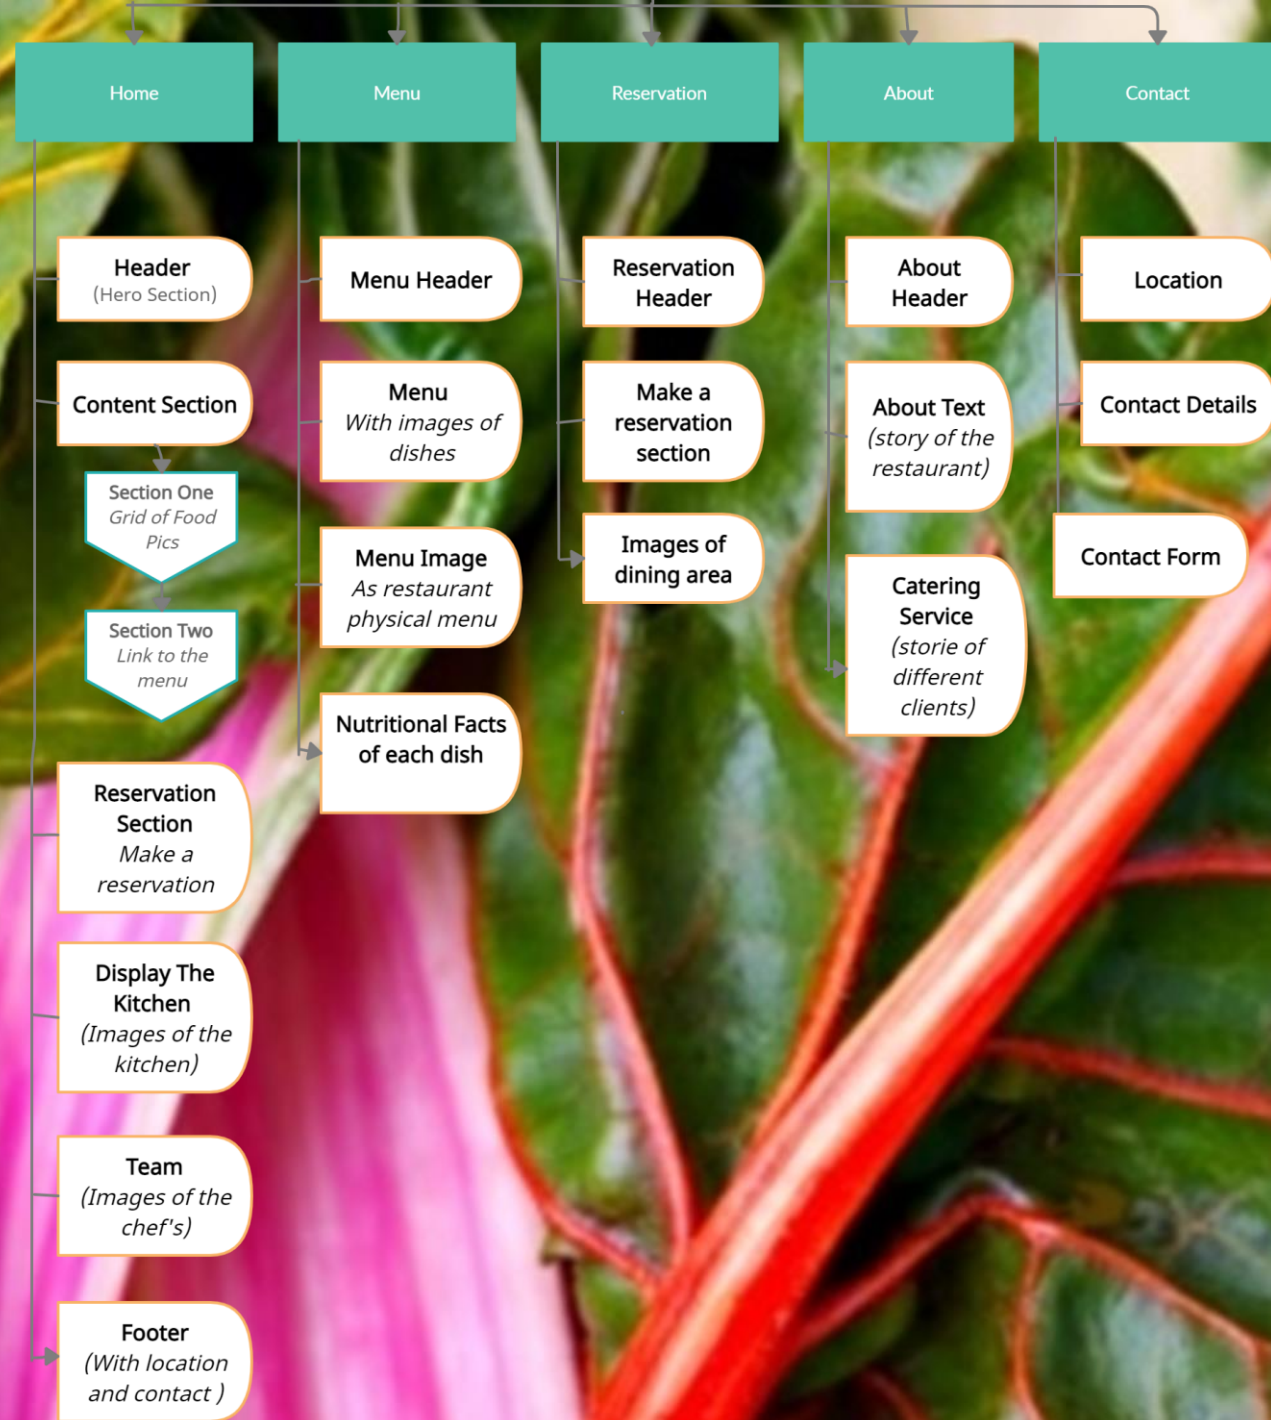 Home
Menu
Reservation
About
Contact
Header
(Hero Section)
Content Section
Section One
Grid of Food
Pics
Section Two
Link to the
menu
Reservation
Section
Make a
reservation
Display The
Kitchen
(Images of the
kitchen)
Team
(Images of the
chef's)
Footer
(With location
and contact )
Menu Header
Menu
With images of
dishes
Menu Image
As restaurant
physical menu
Nutritional Facts
of each dish
Reservation
Header
Make a
reservation
section
Images of
dining area
About
Header
About Text
(story of the
restaurant)
Catering
Service
(storie of
different
clients)
Location
Contact Details
Contact Form